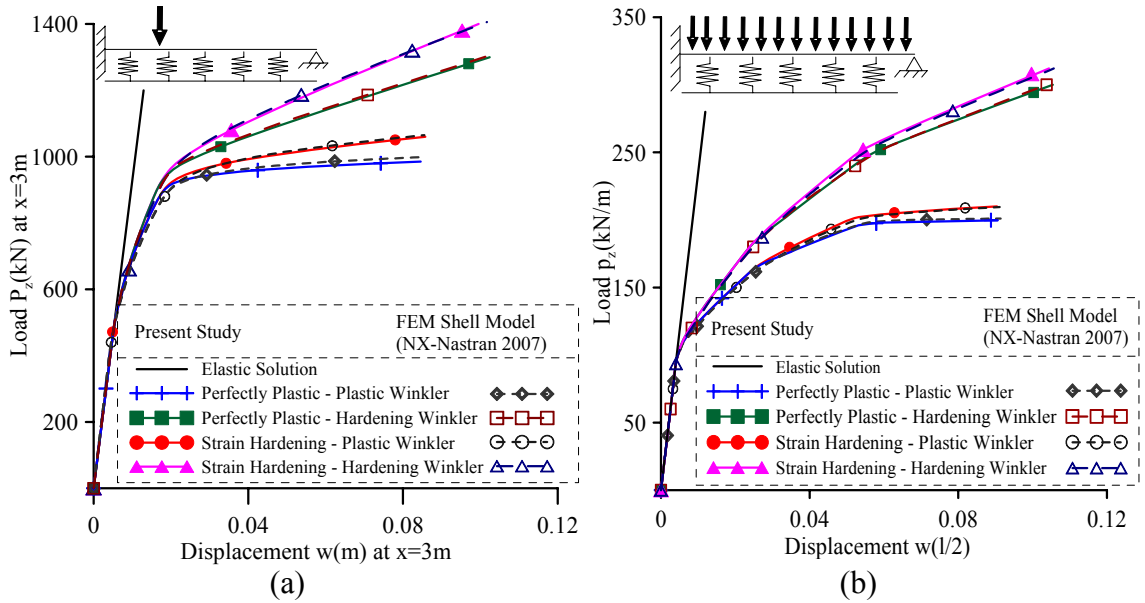 1400
1000
600
200
Load P_z(kN) at x=3m
0
0.04
0.08
0.12
Displacement w(m) at x=3m
Present Study
FEM Shell Model
(NX-Nastran 2007)
Elastic Solution
Perfectly Plastic - Plastic Winkler
Perfectly Plastic - Hardening Winkler
Strain Hardening - Plastic Winkler
Strain Hardening - Hardening Winkler
(a)
350
250
150
50
Load p_z(kN/m)
0
0.04
0.08
0.12
Displacement w(l/2)
Present Study
FEM Shell Model
(NX-Nastran 2007)
Elastic Solution
Perfectly Plastic - Plastic Winkler
Perfectly Plastic - Hardening Winkler
Strain Hardening - Plastic Winkler
Strain Hardening - Hardening Winkler
(b)